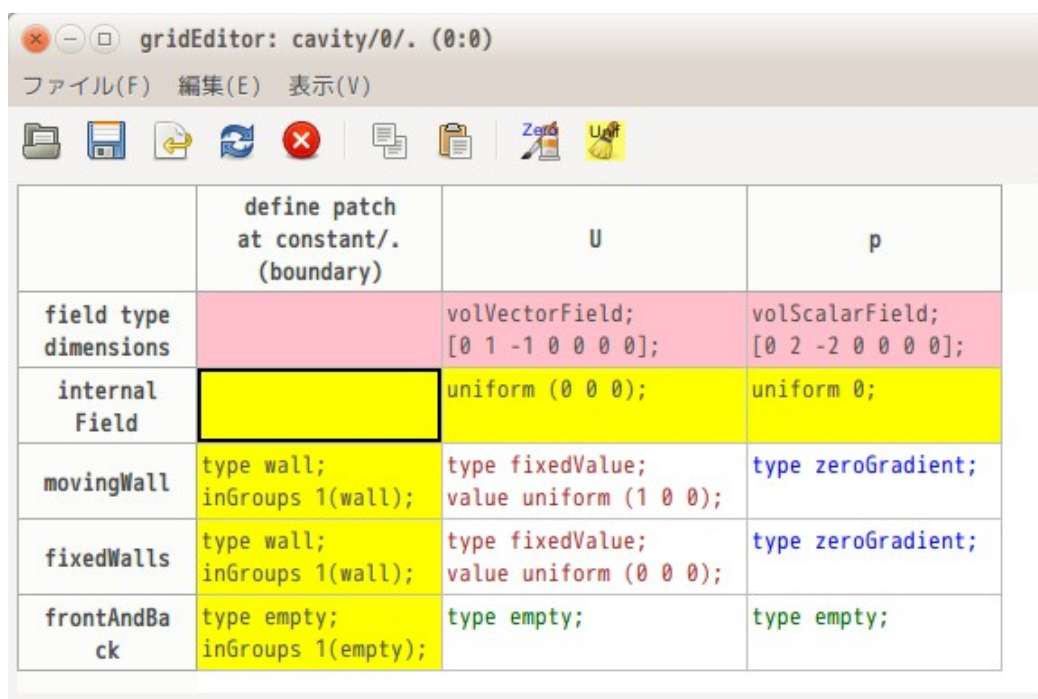 gridEditor: cavity/0/. (0:0)
ファイル(F) 編集(E) 表示(V)
Zero
Unif
define patch
at constant/.
(boundary)
U
p
field type
dimensions
volVectorField;
[0 1 -1 0 0 0 0];
volScalarField;
[0 2 -2 0 0 0 0];
internal
Field
uniform (0 0 0);
uniform 0;
movingWall
type wall;
inGroups 1(wall);
type fixedValue;
value uniform (1 0 0);
type zeroGradient;
fixedWalls
type wall;
inGroups 1(wall);
type fixedValue;
value uniform (0 0 0);
type zeroGradient;
frontAndBa
ck
type empty;
inGroups 1(empty);
type empty;
type empty;